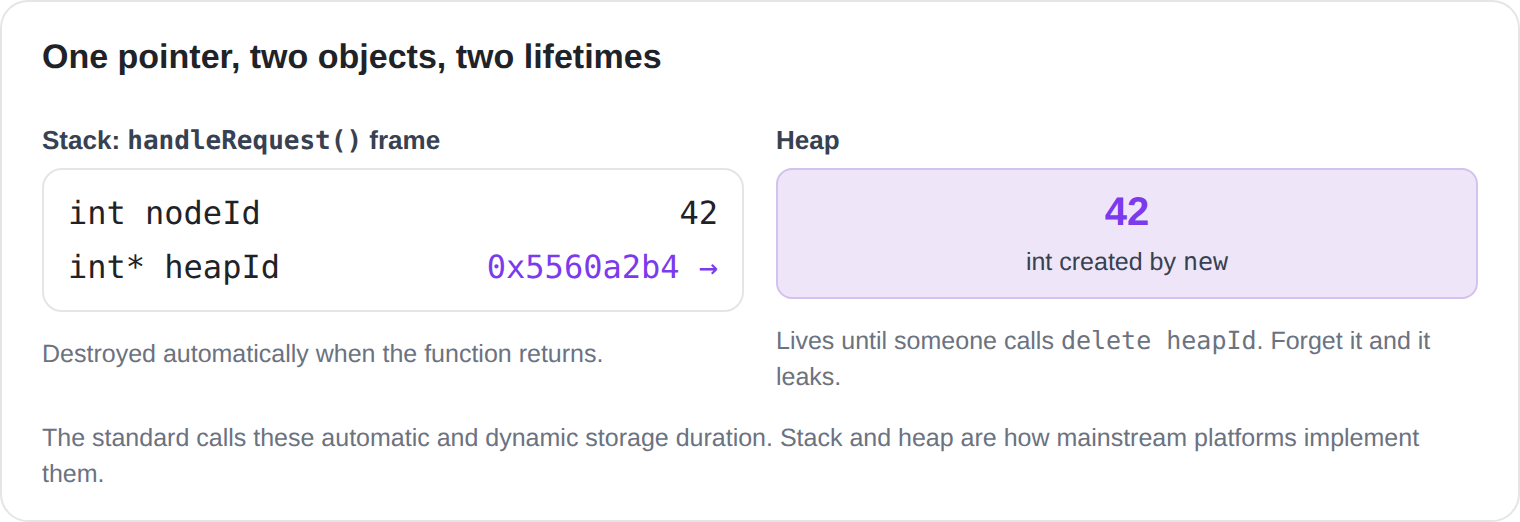 One pointer, two objects, two lifetimes
Stack: handleRequest() frame
int nodeId 42
int* heapId 0x5560a2b4 →
Destroyed automatically when the function returns.
Heap
42
int created by new
Lives until someone calls delete heapId. Forget it and it
leaks.
The standard calls these automatic and dynamic storage duration. Stack and heap are how mainstream platforms implement
them.